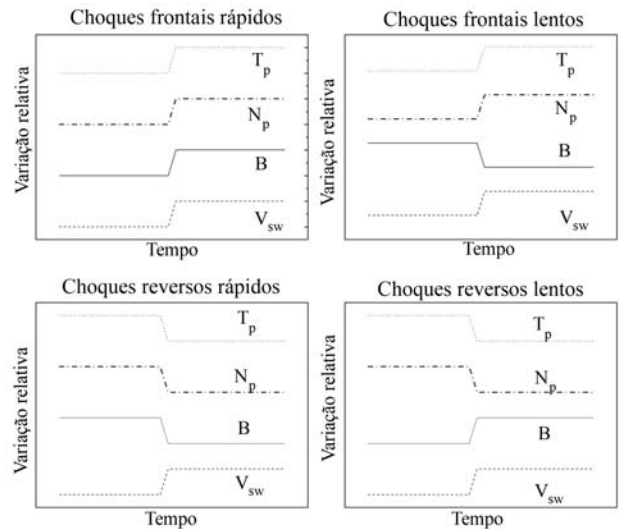 Choques frontais rápidos
Variação relativa
T_p
N_p
B
V_sw
Tempo
Choques frontais lentos
Variação relativa
T_p
N_p
B
V_sw
Tempo
Choques reversos rápidos
Variação relativa
T_p
N_p
B
V_sw
Tempo
Choques reversos lentos
Variação relativa
T_p
N_p
B
V_sw
Tempo